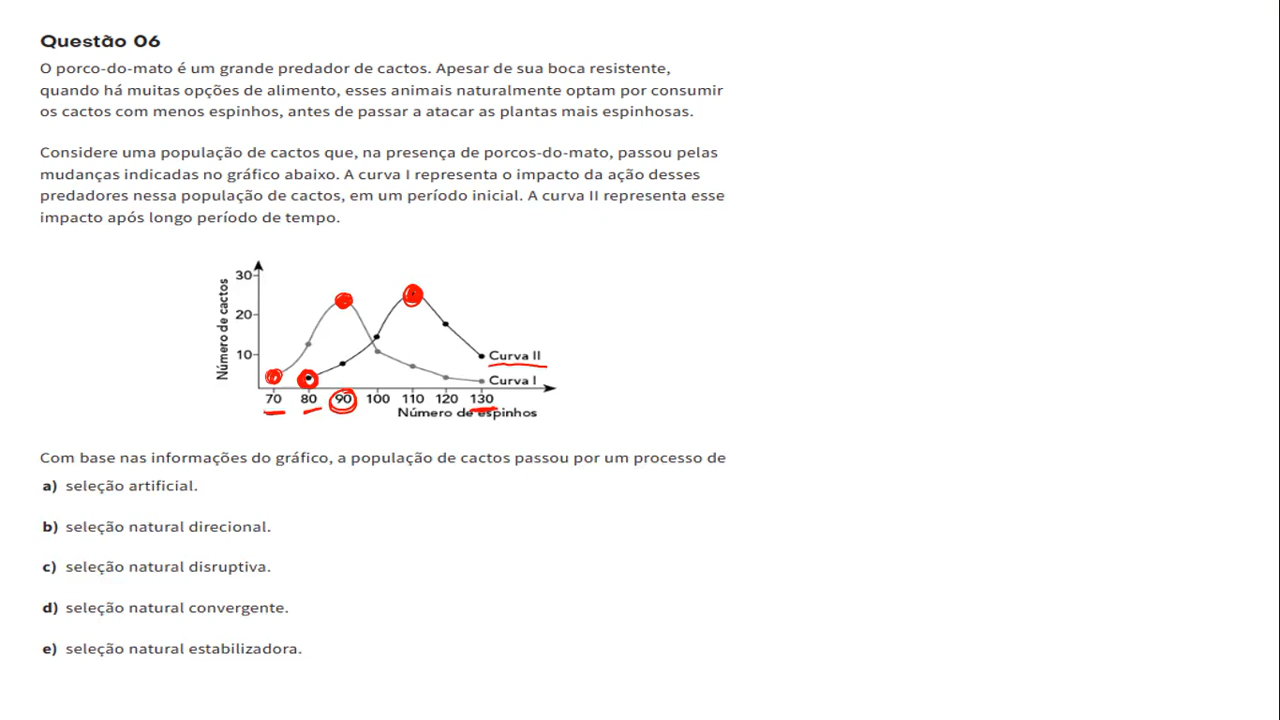 Questão 06
O porco-do-mato é um grande predador de cactos. Apesar de sua boca resistente,
quando há muitas opções de alimento, esses animais naturalmente optam por consumir
os cactos com menos espinhos, antes de passar a atacar as plantas mais espinhosas.
Considere uma população de cactos que, na presença de porcos-do-mato, passou pelas
mudanças indicadas no gráfico abaixo. A curva I representa o impacto da ação desses
predadores nessa população de cactos, em um período inicial. A curva II representa esse
impacto após longo período de tempo.
Número de cactos
30
20
10
Curva II
Curva I
70 80 90 100 110 120 130
Número de espinhos
Com base nas informações do gráfico, a população de cactos passou por um processo de
a) seleção artificial.
b) seleção natural direcional.
c) seleção natural disruptiva.
d) seleção natural convergente.
e) seleção natural estabilizadora.